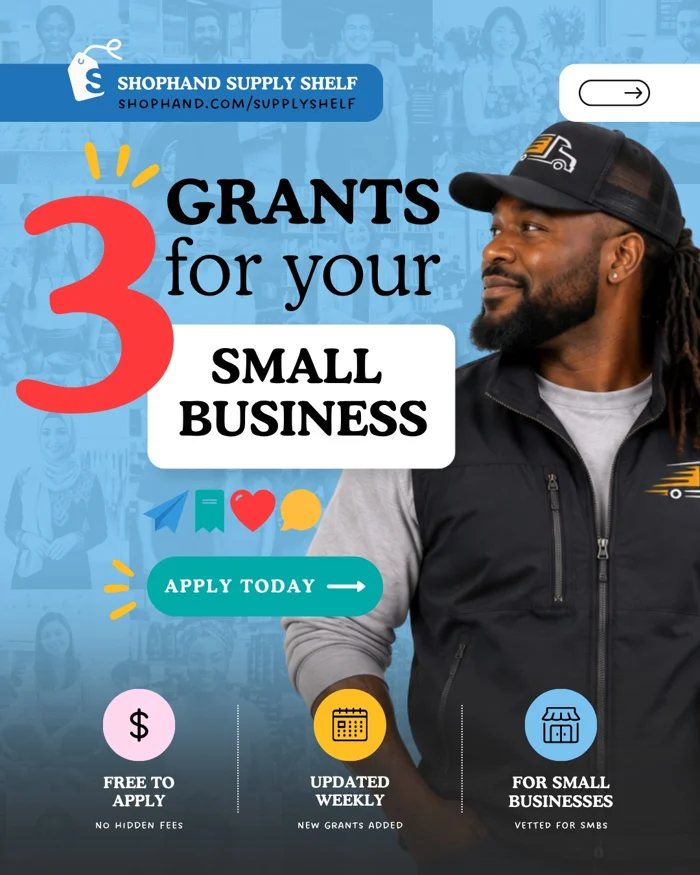 S
SHOPHAND SUPPLY SHELF
SHOPHAND.COM/SUPPLYSHELF
3
GRANTS
for your
SMALL
BUSINESS
APPLY TODAY
$
FREE TO
APPLY
NO HIDDEN FEES
UPDATED
WEEKLY
NEW GRANTS ADDED
FOR SMALL
BUSINESSES
VETTED FOR SMBS